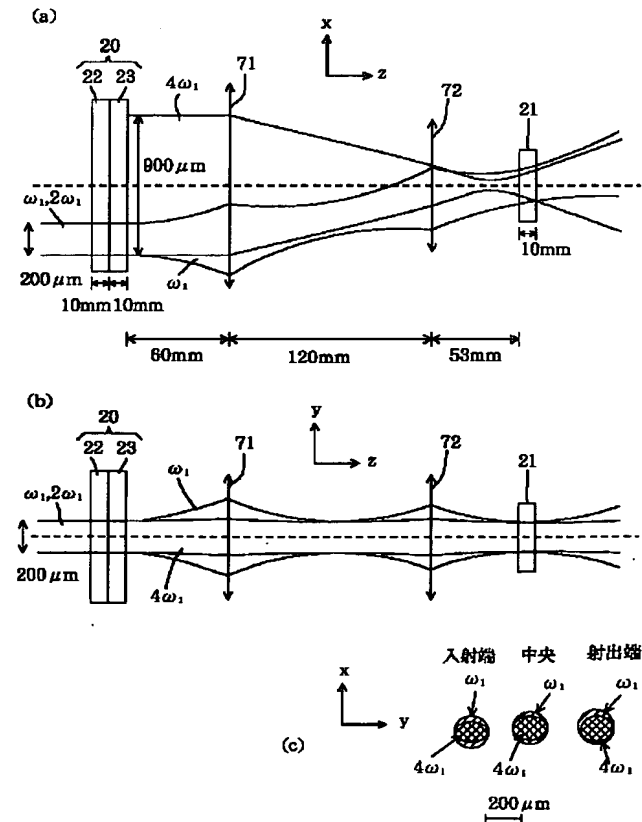 (a)
x
z
20
22 23
4ω₁
71
72
21
900μm
ω₁,2ω₁
200μm
ω₁
10mm
10mm 10mm
60mm
120mm
53mm
(b)
y
z
20
22 23
71
72
21
ω₁
ω₁,2ω₁
200μm
4ω₁
入射端 中央 射出端
x
ω₁ ω₁ ω₁
y
(c)
4ω₁ 4ω₁ 4ω₁
200μm